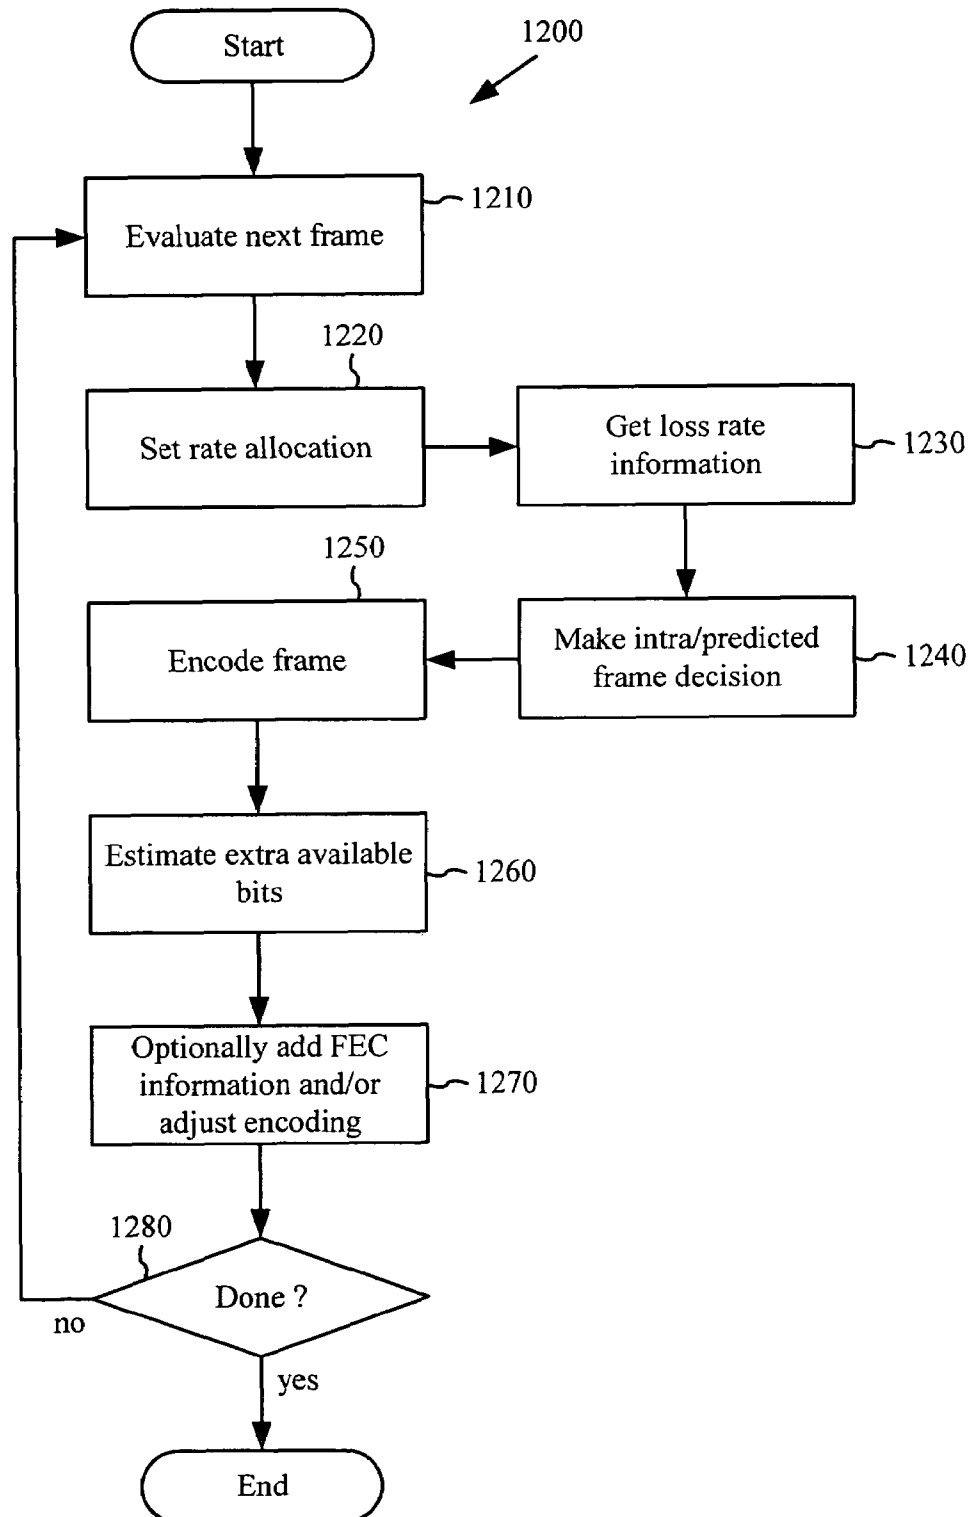 Start
1200
Evaluate next frame
1210
1220
Set rate allocation
Get loss rate
information
1230
1250
Encode frame
Make intra/predicted
frame decision
1240
Estimate extra available
bits
1260
Optionally add FEC
information and/or
adjust encoding
1270
1280
Done ?
no
yes
End